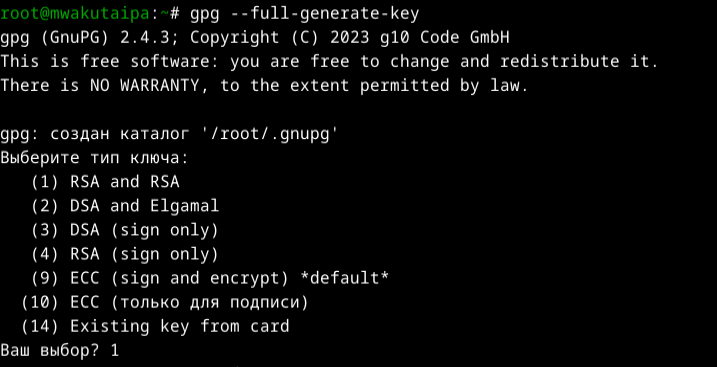 root@mwakutaipa:~# gpg --full-generate-key
gpg (GnuPG) 2.4.3; Copyright (C) 2023 g10 Code GmbH
This is free software: you are free to change and redistribute it.
There is NO WARRANTY, to the extent permitted by law.

gpg: создан каталог '/root/.gnupg'
Выберите тип ключа:
   (1) RSA and RSA
   (2) DSA and Elgamal
   (3) DSA (sign only)
   (4) RSA (sign only)
   (9) ECC (sign and encrypt) *default*
  (10) ECC (только для подписи)
  (14) Existing key from card
Ваш выбор? 1